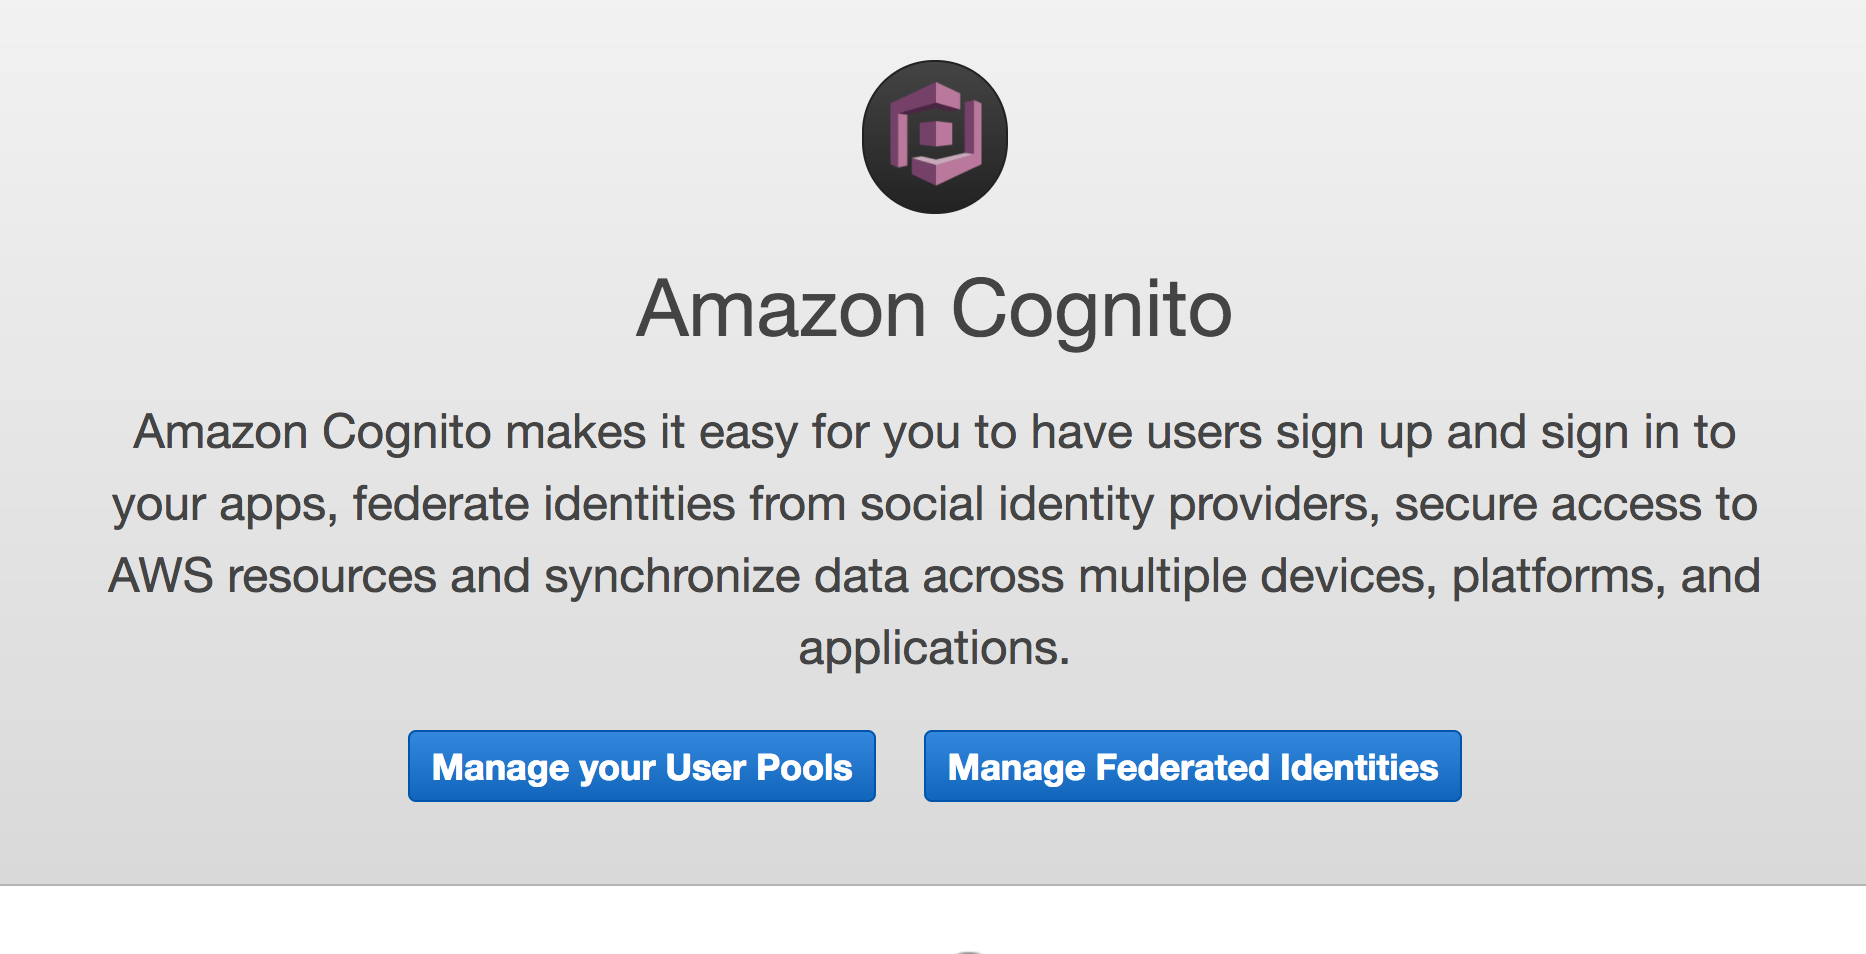 Amazon Cognito
Amazon Cognito makes it easy for you to have users sign up and sign in to
your apps, federate identities from social identity providers, secure access to
AWS resources and synchronize data across multiple devices, platforms, and
applications.
Manage your User Pools
Manage Federated Identities